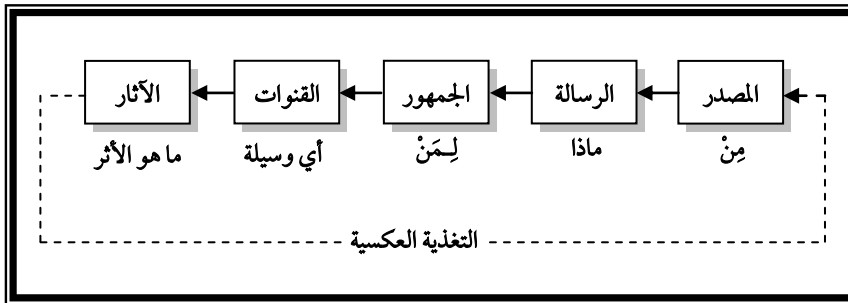 المصدر
الرسالة
الجمهور
القنوات
الآثار
مِنْ
ماذا
لِـمَنْ
أي وسيلة
ما هو الأثر
التغذية العكسية